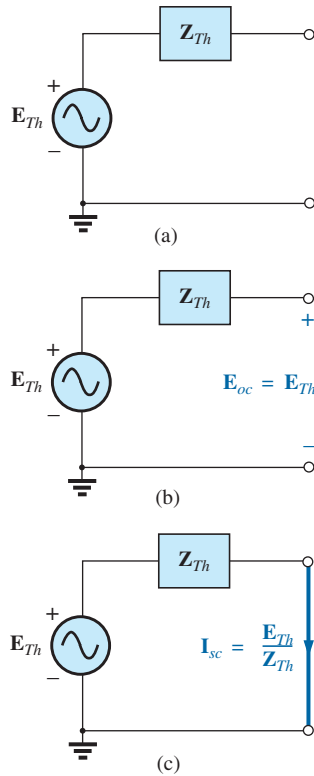 Z_Th
+
E_Th
−
(a)
Z_Th
+
+
E_Th
E_oc = E_Th
−
−
(b)
Z_Th
+
E_Th
I_sc = E_Th / Z_Th
−
(c)